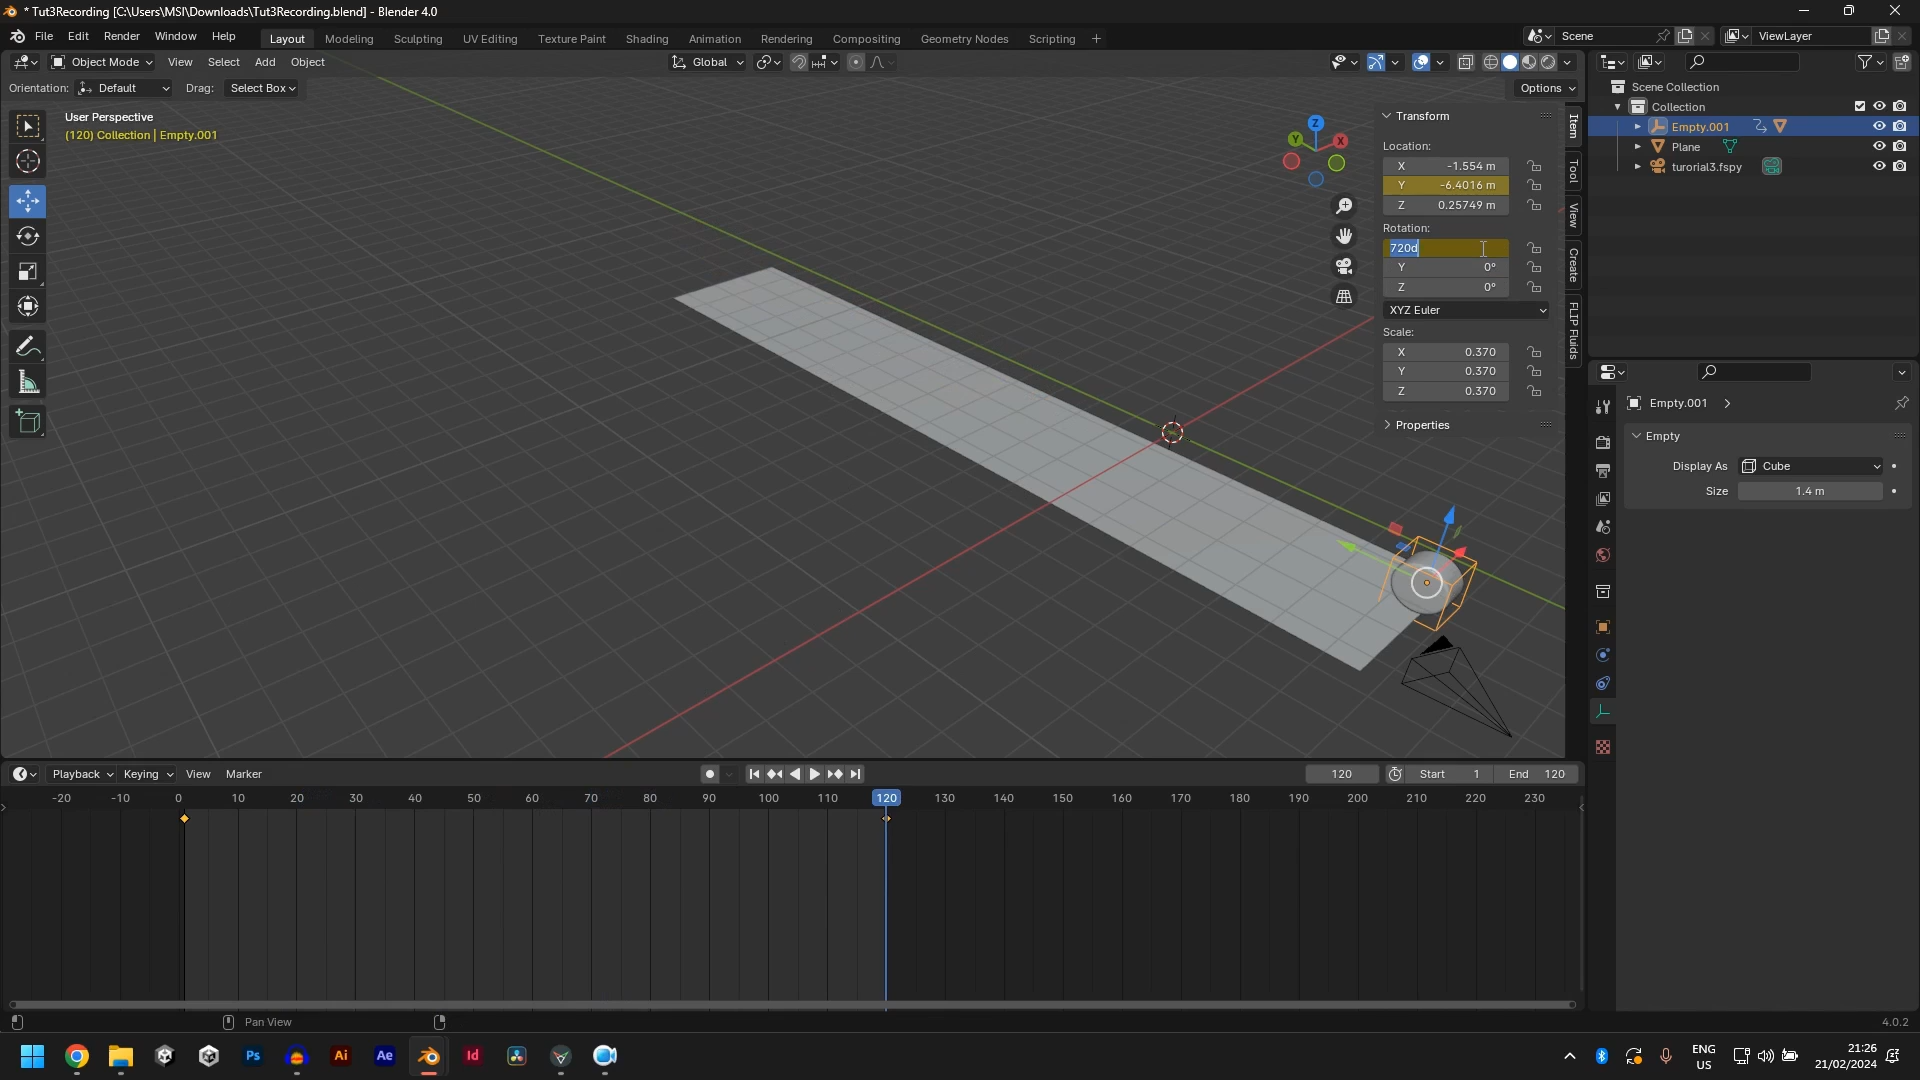 * Tut3Recording [C:\Users\MSI\Downloads\Tut3Recording.blend] - Blender 4.0
File Edit Render Window Help Layout Modeling Sculpting UV Editing Texture Paint Shading Animation Rendering Compositing Geometry Nodes Scripting + Scene ViewLayer
Object Mode View Select Add Object Global
Orientation: Default Drag: Select Box Options
User Perspective
(120) Collection | Empty.001
Z
Y
X
Transform
Location:
X -1.554 m
Y -6.4016 m
Z 0.25749 m
Rotation:
720d
Y 0°
Z 0°
XYZ Euler
Scale:
X 0.370
Y 0.370
Z 0.370
Properties
Item
Tool
View
Create
FLIP Fluids
Scene Collection
Collection
Empty.001
Plane
turorial3.fspy
Empty.001
Empty
Display As Cube
Size 1.4 m
Playback Keying View Marker 120 Start 1 End 120
-20 -10 0 10 20 30 40 50 60 70 80 90 100 110 120 130 140 150 160 170 180 190 200 210 220 230
Pan View 4.0.2
Ps Ai Ae Id
ENG
US
21:26
21/02/2024